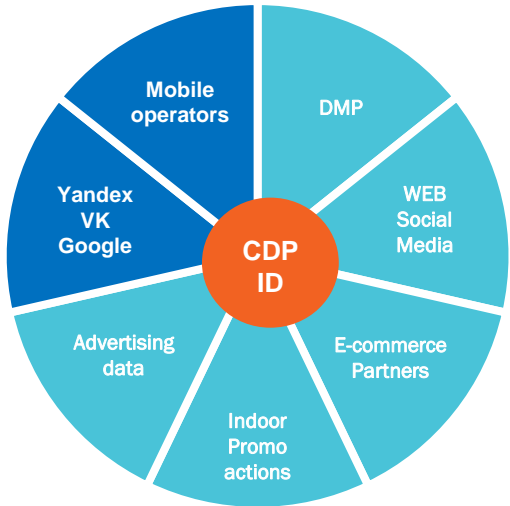 Mobile
operators
DMP
Yandex
VK
Google
WEB
Social
Media
CDP
ID
Advertising
data
E-commerce
Partners
Indoor
Promo
actions